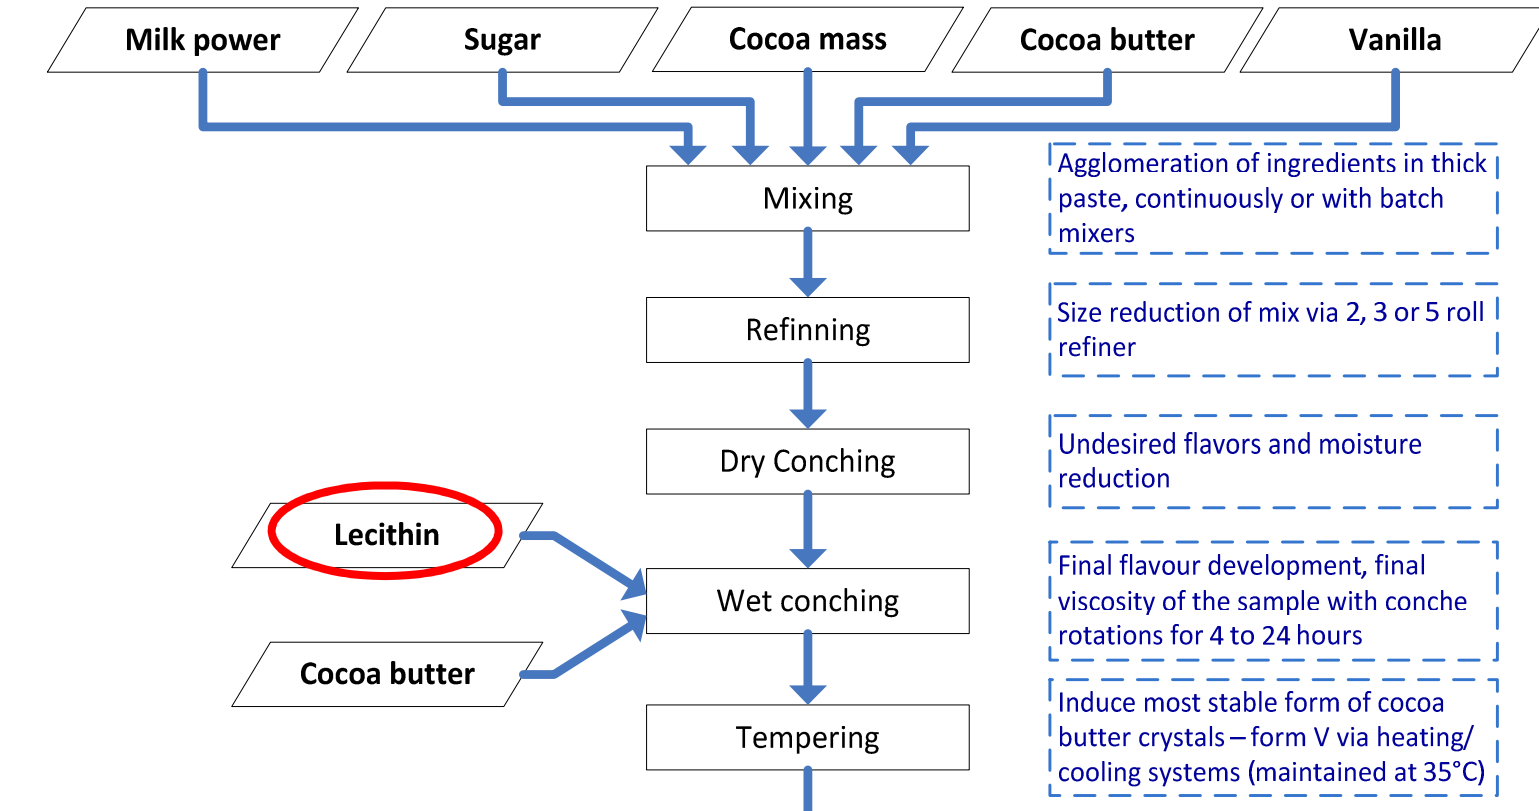 Milk power
Sugar
Cocoa mass
Cocoa butter
Vanilla
Mixing
Agglomeration of ingredients in thick
paste, continuously or with batch
mixers
Refinning
Size reduction of mix via 2, 3 or 5 roll
refiner
Dry Conching
Undesired flavors and moisture
reduction
Lecithin
Cocoa butter
Wet conching
Final flavour development, final
viscosity of the sample with conche
rotations for 4 to 24 hours
Tempering
Induce most stable form of cocoa
butter crystals – form V via heating/
cooling systems (maintained at 35°C)